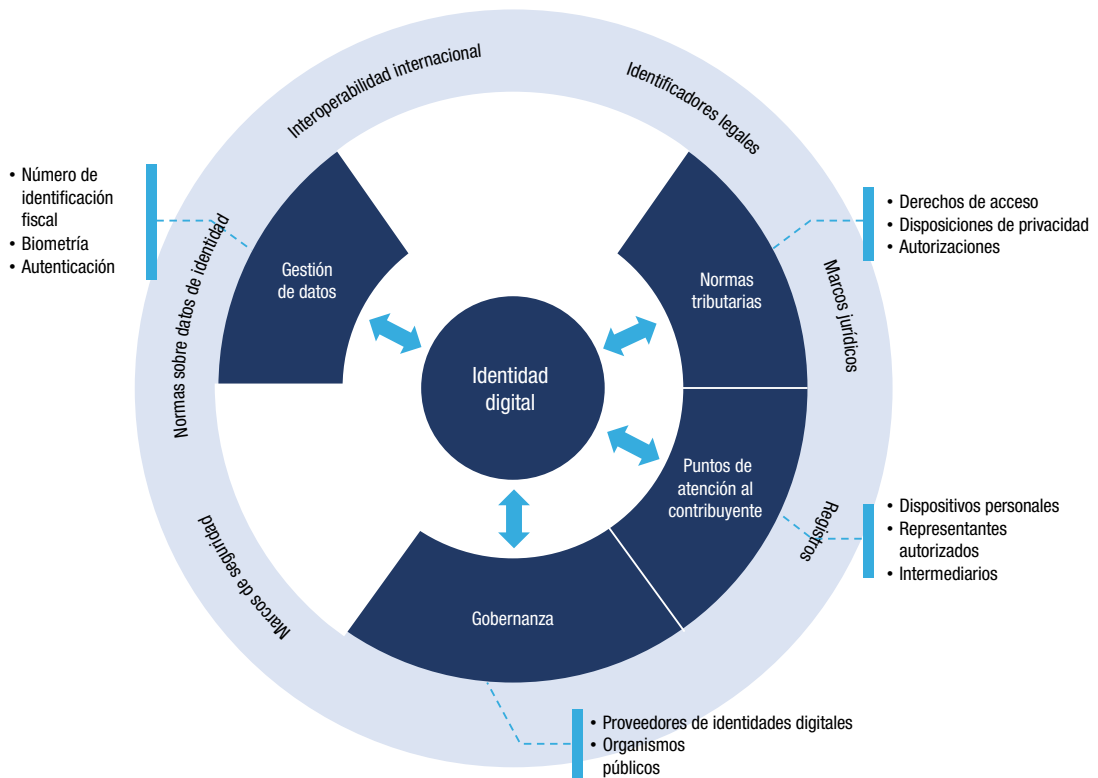 Interoperabilidad internacional
Identificadores legales
Marcos jurídicos
Registros
Marcos de seguridad
Normas sobre datos de identidad
• Número de
identificación
fiscal
• Biometría
• Autenticación
Gestión
de datos
Normas
tributarias
• Derechos de acceso
• Disposiciones de privacidad
• Autorizaciones
Identidad
digital
Puntos de
atención al
contribuyente
• Dispositivos personales
• Representantes
autorizados
• Intermediarios
Gobernanza
• Proveedores de identidades digitales
• Organismos
públicos